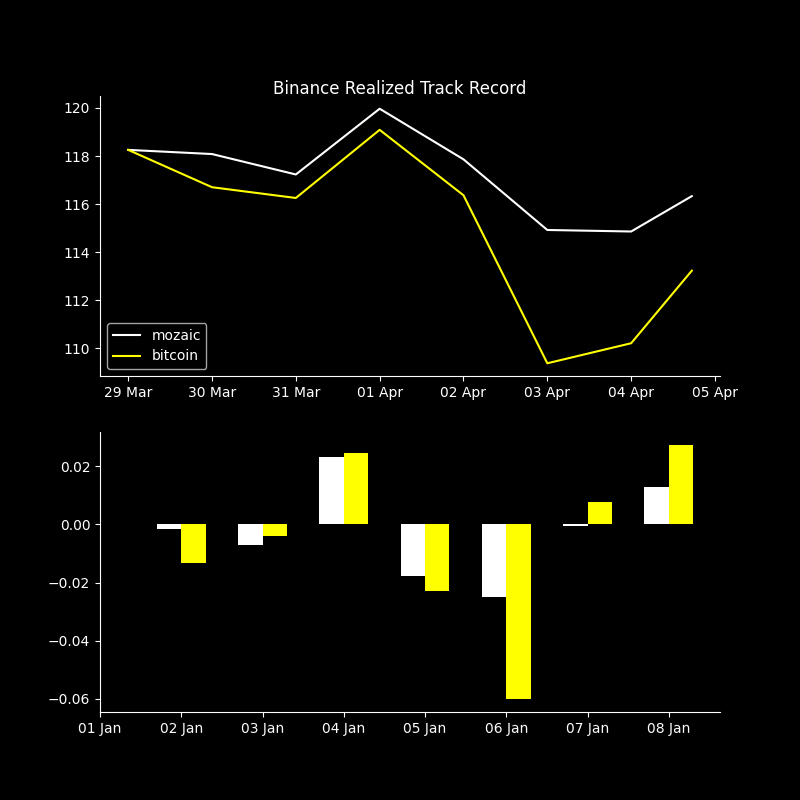 Binance Realized Track Record
120
118
116
114
112
110
mozaic
bitcoin
29 Mar 30 Mar 31 Mar 01 Apr 02 Apr 03 Apr 04 Apr 05 Apr
0.02
0.00
−0.02
−0.04
−0.06
01 Jan 02 Jan 03 Jan 04 Jan 05 Jan 06 Jan 07 Jan 08 Jan